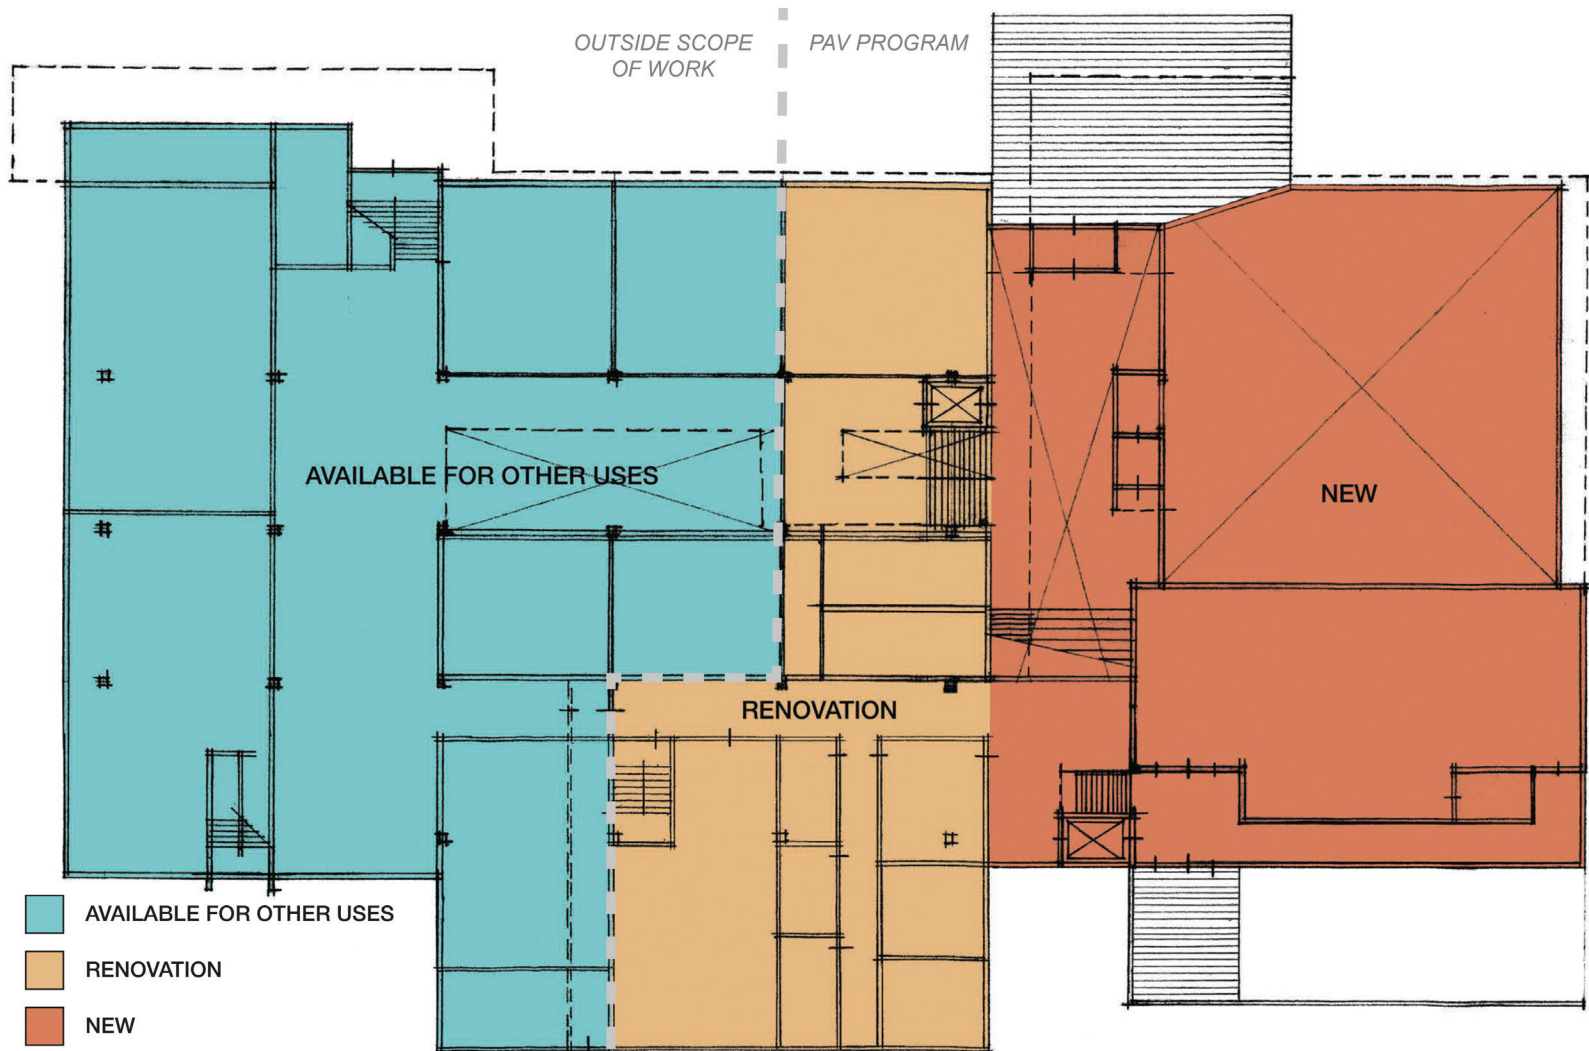 OUTSIDE SCOPE
OF WORK
PAV PROGRAM
AVAILABLE FOR OTHER USES
NEW
RENOVATION
AVAILABLE FOR OTHER USES
RENOVATION
NEW